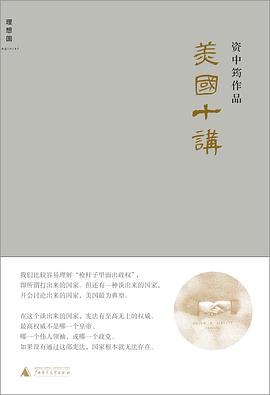 理想国
资中筠作品
美國十講
我们比较容易理解“枪杆子里面出政权”，
即所谓打出来的国家。但还有一种谈出来的国家，
开会讨论出来的国家，美国最为典型。
在这个谈出来的国家，宪法有至高无上的权威。
最高权威不是哪一个皇帝、
哪一个伟人领袖，或哪一个政党。
如果没有通过这部宪法，国家根本就无法存在。
广西师范大学出版社